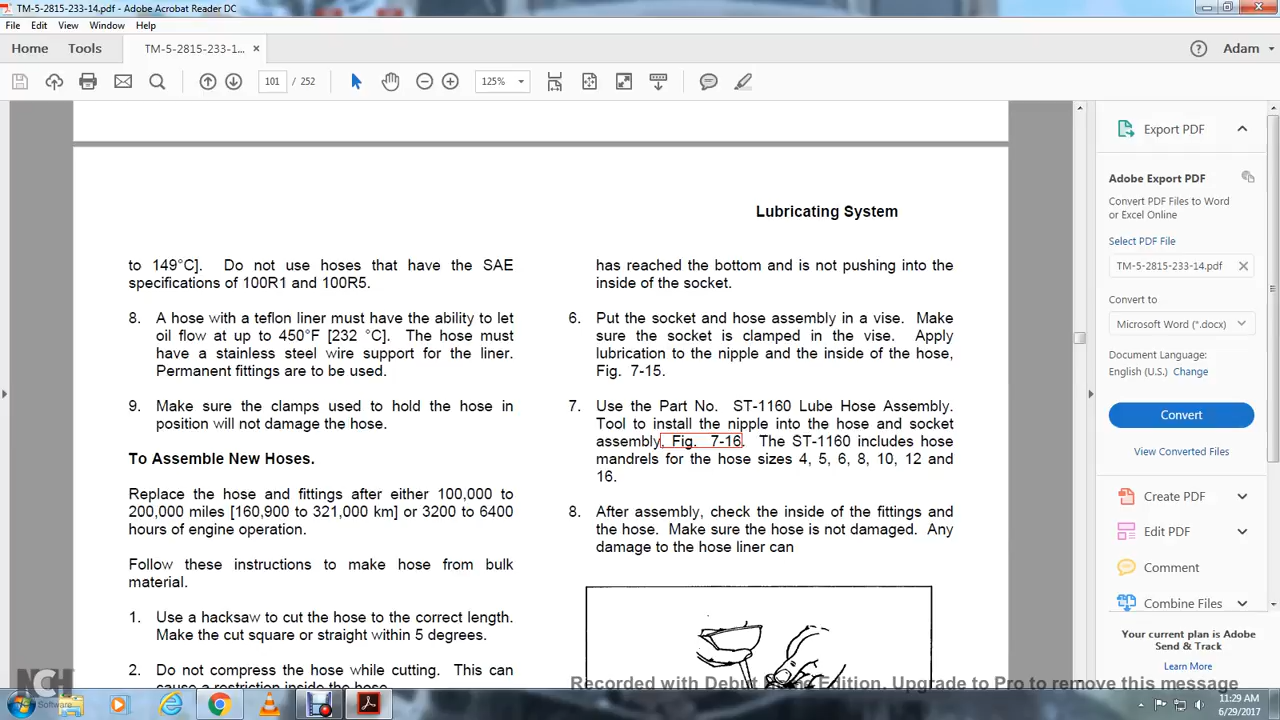 TM-5-2815-233-14.pdf - Adobe Acrobat Reader DC
File Edit View Window Help
Home Tools TM-5-2815-233-1... × Adam
101 / 252 125%
Lubricating System
to 149°C]. Do not use hoses that have the SAE
specifications of 100R1 and 100R5.
8. A hose with a teflon liner must have the ability to let
oil flow at up to 450°F [232 °C]. The hose must
have a stainless steel wire support for the liner.
Permanent fittings are to be used.
9. Make sure the clamps used to hold the hose in
position will not damage the hose.
To Assemble New Hoses.
Replace the hose and fittings after either 100,000 to
200,000 miles [160,900 to 321,000 km] or 3200 to 6400
hours of engine operation.
Follow these instructions to make hose from bulk
material.
1. Use a hacksaw to cut the hose to the correct length.
Make the cut square or straight within 5 degrees.
2. Do not compress the hose while cutting. This can
cause a restriction inside the hose.
has reached the bottom and is not pushing into the
inside of the socket.
6. Put the socket and hose assembly in a vise. Make
sure the socket is clamped in the vise. Apply
lubrication to the nipple and the inside of the hose,
Fig. 7-15.
7. Use the Part No. ST-1160 Lube Hose Assembly.
Tool to install the nipple into the hose and socket
assembly, Fig. 7-16. The ST-1160 includes hose
mandrels for the hose sizes 4, 5, 6, 8, 10, 12 and
16.
8. After assembly, check the inside of the fittings and
the hose. Make sure the hose is not damaged. Any
damage to the hose liner can
Export PDF
Adobe Export PDF
Convert PDF Files to Word
or Excel Online
Select PDF File
TM-5-2815-233-14.pdf
Convert to
Microsoft Word (*.docx)
Document Language:
English (U.S.) Change
Convert
View Converted Files
Create PDF
Edit PDF
Comment
Combine Files
Your current plan is Adobe
Send & Track
Learn More
NCH
Software
Recorded with Debut Edition. Upgrade to Pro to remove this message
11:29 AM
6/29/2017